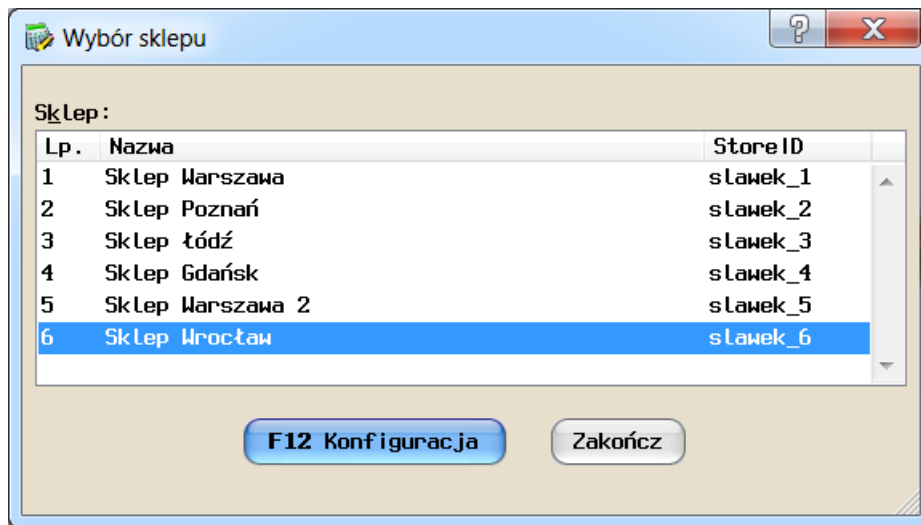 Wybór sklepu
Sklep:
Lp. Nazwa StoreID
1 Sklep Warszawa slawek_1
2 Sklep Poznań slawek_2
3 Sklep Łódź slawek_3
4 Sklep Gdańsk slawek_4
5 Sklep Warszawa 2 slawek_5
6 Sklep Wrocław slawek_6
F12 Konfiguracja Zakończ